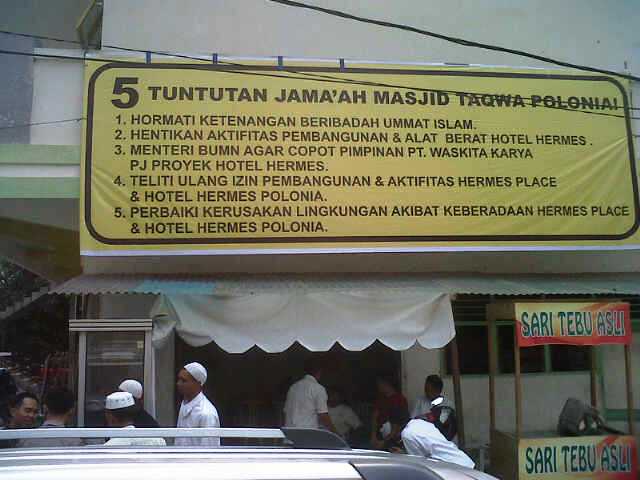 5 TUNTUTAN JAMA'AH MASJID TAQWA POLONIA!
1. HORMATI KETENANGAN BERIBADAH UMMAT ISLAM.
2. HENTIKAN AKTIFITAS PEMBANGUNAN & ALAT BERAT HOTEL HERMES .
3. MENTERI BUMN AGAR COPOT PIMPINAN PT. WASKITA KARYA
PJ PROYEK HOTEL HERMES.
4. TELITI ULANG IZIN PEMBANGUNAN & AKTIFITAS HERMES PLACE
& HOTEL HERMES POLONIA.
5. PERBAIKI KERUSAKAN LINGKUNGAN AKIBAT KEBERADAAN HERMES PLACE
& HOTEL HERMES POLONIA.
SARI TEBU ASLI
SARI TEBU ASLI